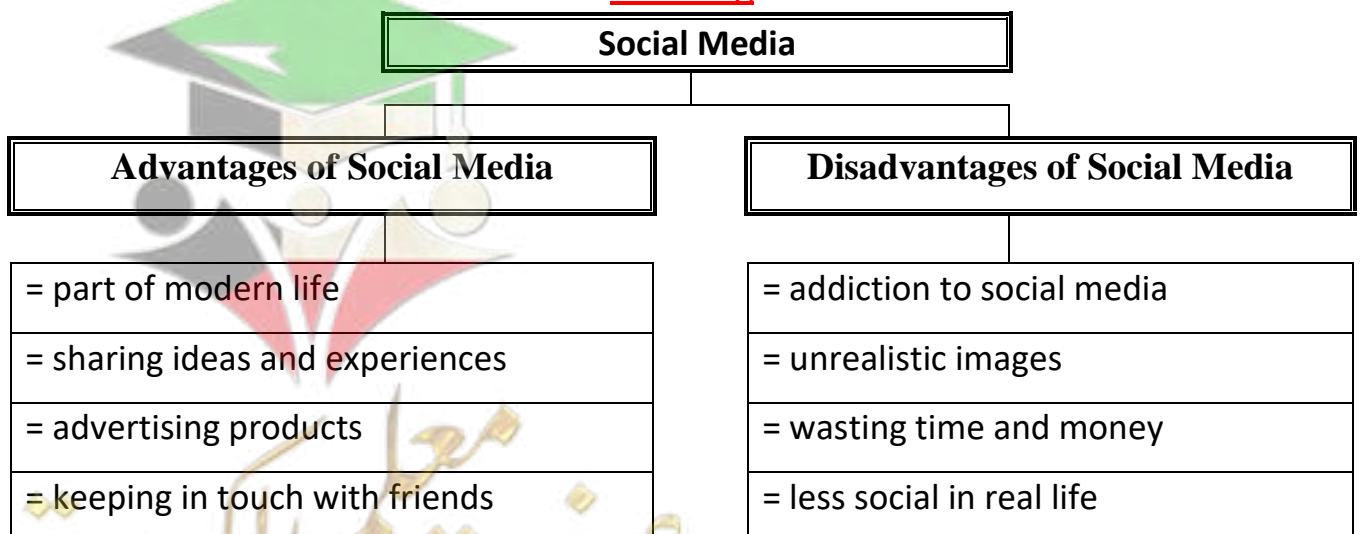 Social Media
Advantages of Social Media
Disadvantages of Social Media
= part of modern life
= addiction to social media
= sharing ideas and experiences
= unrealistic images
= advertising products
= wasting time and money
= keeping in touch with friends
= less social in real life